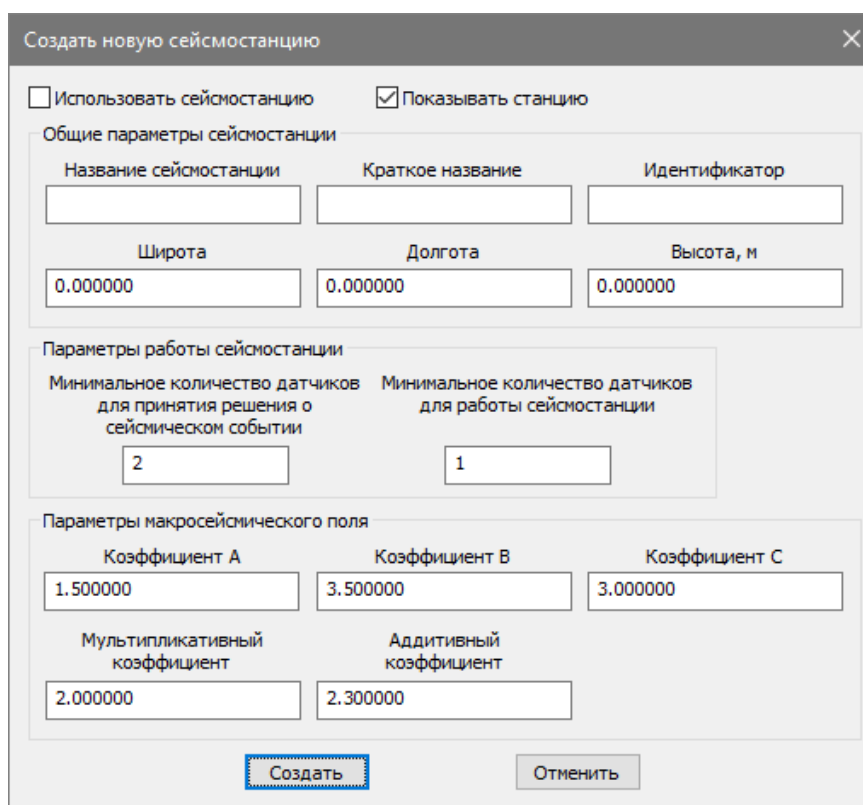 Создать новую сейсмостанцию
Использовать сейсмостанцию Показывать станцию
Общие параметры сейсмостанции
Название сейсмостанции Краткое название Идентификатор
Широта Долгота Высота, м
0.000000 0.000000 0.000000
Параметры работы сейсмостанции
Минимальное количество датчиков для принятия решения о сейсмическом событии
Минимальное количество датчиков для работы сейсмостанции
2 1
Параметры макросейсмического поля
Коэффициент A Коэффициент B Коэффициент C
1.500000 3.500000 3.000000
Мультипликативный коэффициент
Аддитивный коэффициент
2.000000 2.300000
Создать Отменить